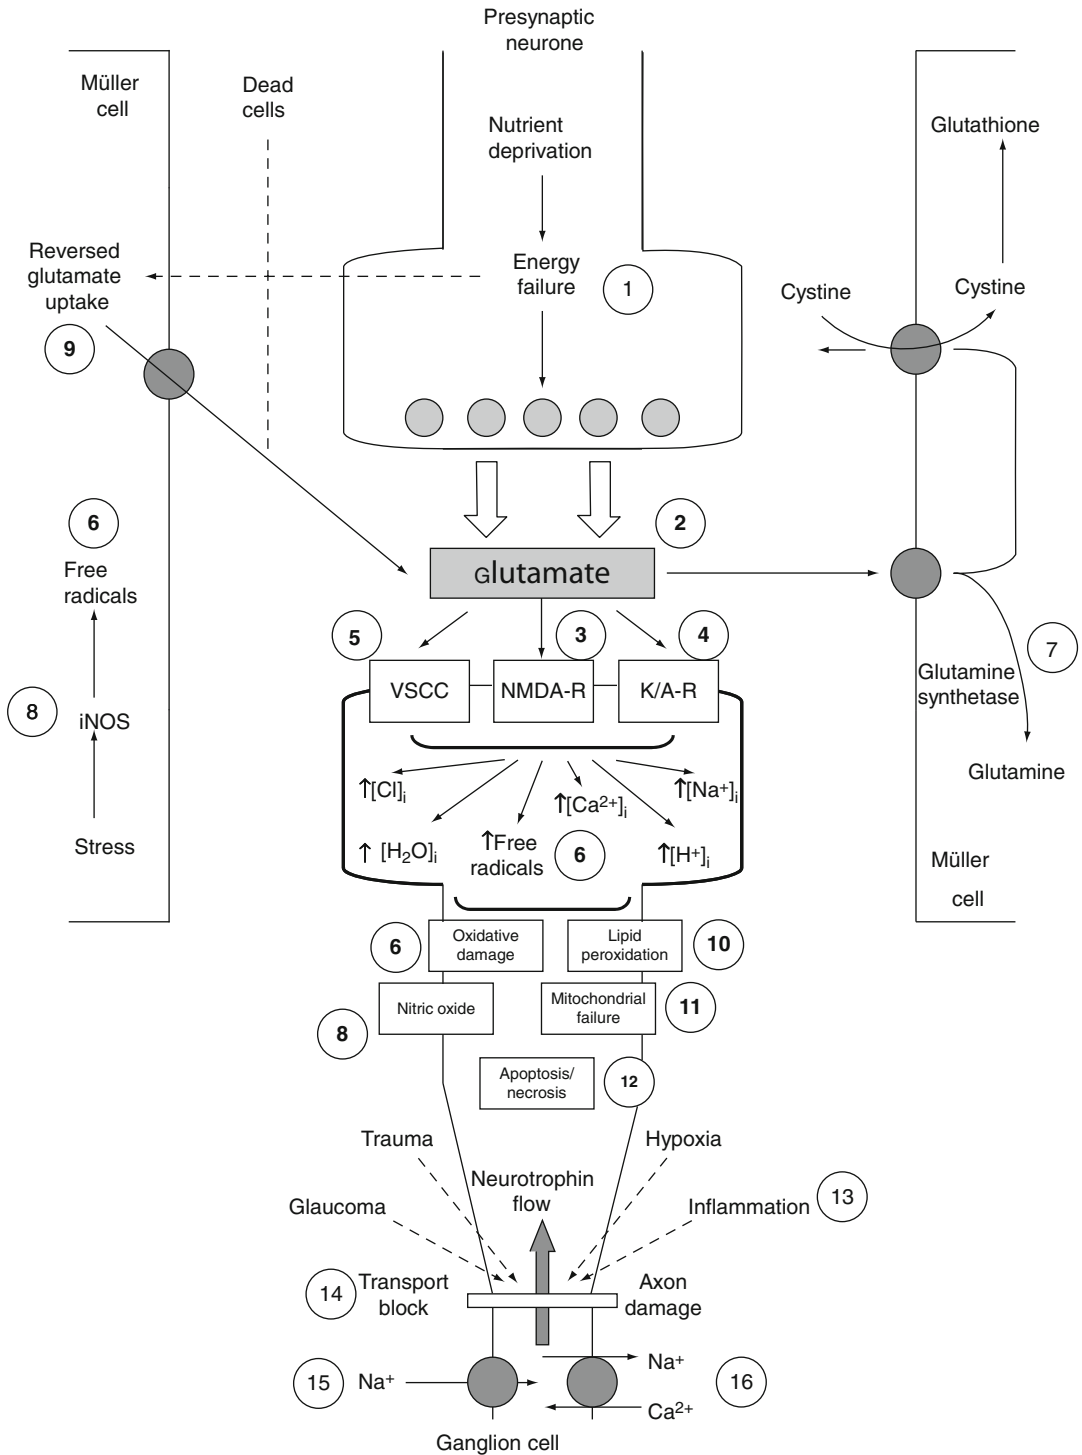 Presynaptic
neurone
Müller
cell
Dead
cells
Nutrient
deprivation
Glutathione
Reversed
glutamate
uptake
Energy
failure
1
Cystine
Cystine
9
6
2
Free
radicals
Glutamate
5
3
4
7
VSCC
NMDA-R
K/A-R
Glutamine
synthetase
8
iNOS
Glutamine
↑[Cl]i
↑[Ca²⁺]i
↑[Na⁺]i
Stress
↑ [H₂O]i
↑Free
radicals
6
↑[H⁺]i
Müller
cell
6
Oxidative
damage
Lipid
peroxidation
10
8
Nitric oxide
Mitochondrial
failure
11
Apoptosis/
necrosis
12
Trauma
Hypoxia
Neurotrophin
flow
Glaucoma
Inflammation
13
14
Transport
block
Axon
damage
15
Na⁺
Na⁺
16
Ca²⁺
Ganglion cell